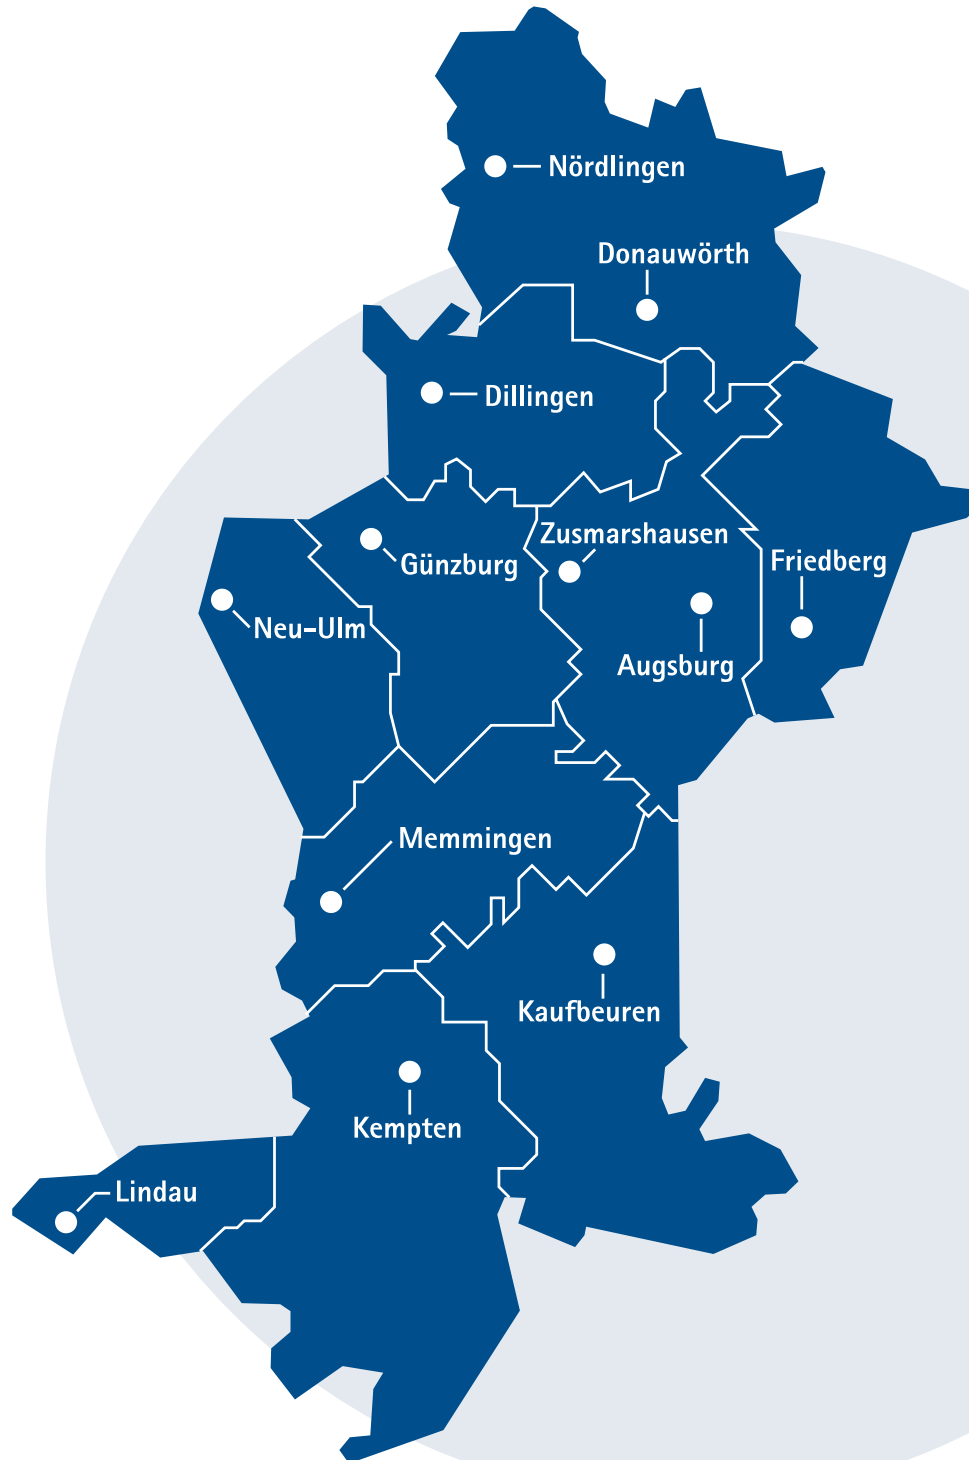 Nördlingen
Donauwörth
Dillingen
Zusmarshausen
Günzburg
Friedberg
Neu-Ulm
Augsburg
Memmingen
Kaufbeuren
Kempten
Lindau